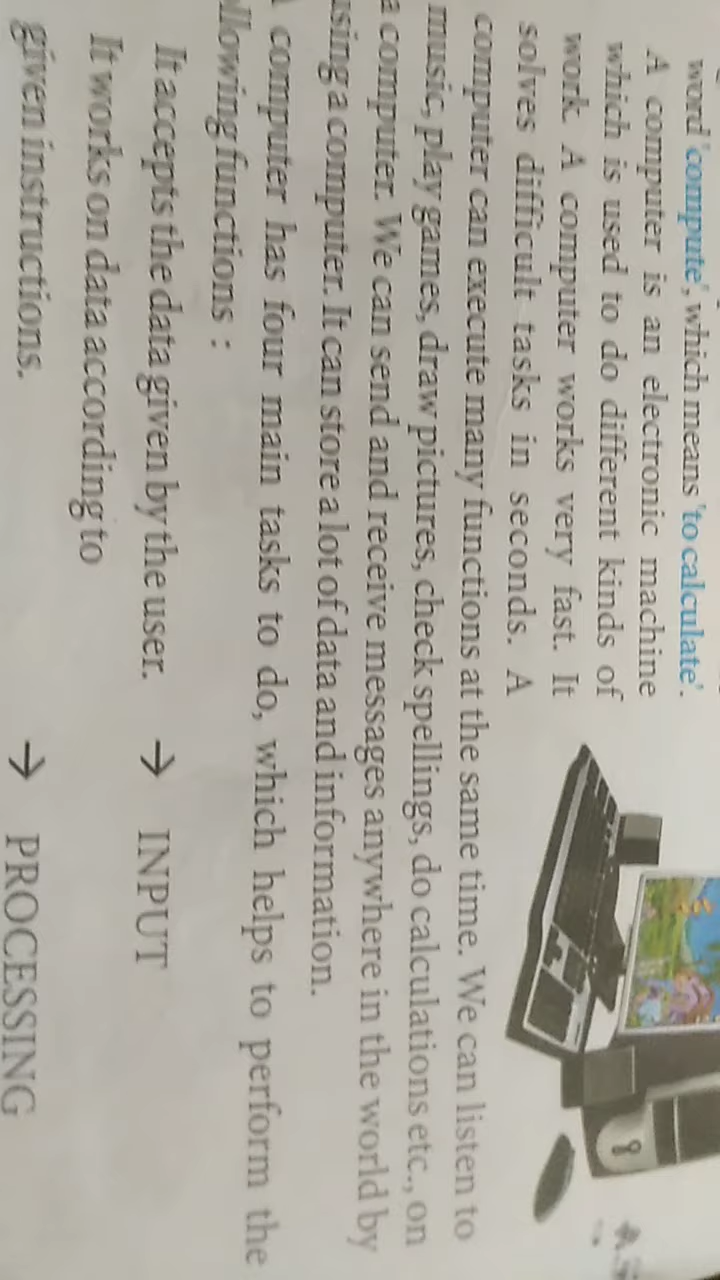 word 'compute', which means 'to calculate'.
A computer is an electronic machine
which is used to do different kinds of
work. A computer works very fast. It
solves difficult tasks in seconds. A
computer can execute many functions at the same time. We can listen to
music, play games, draw pictures, check spellings, do calculations etc., on
a computer. We can send and receive messages anywhere in the world by
using a computer. It can store a lot of data and information.
A computer has four main tasks to do, which helps to perform the
following functions :
It accepts the data given by the user. → INPUT
It works on data according to
given instructions. → PROCESSING